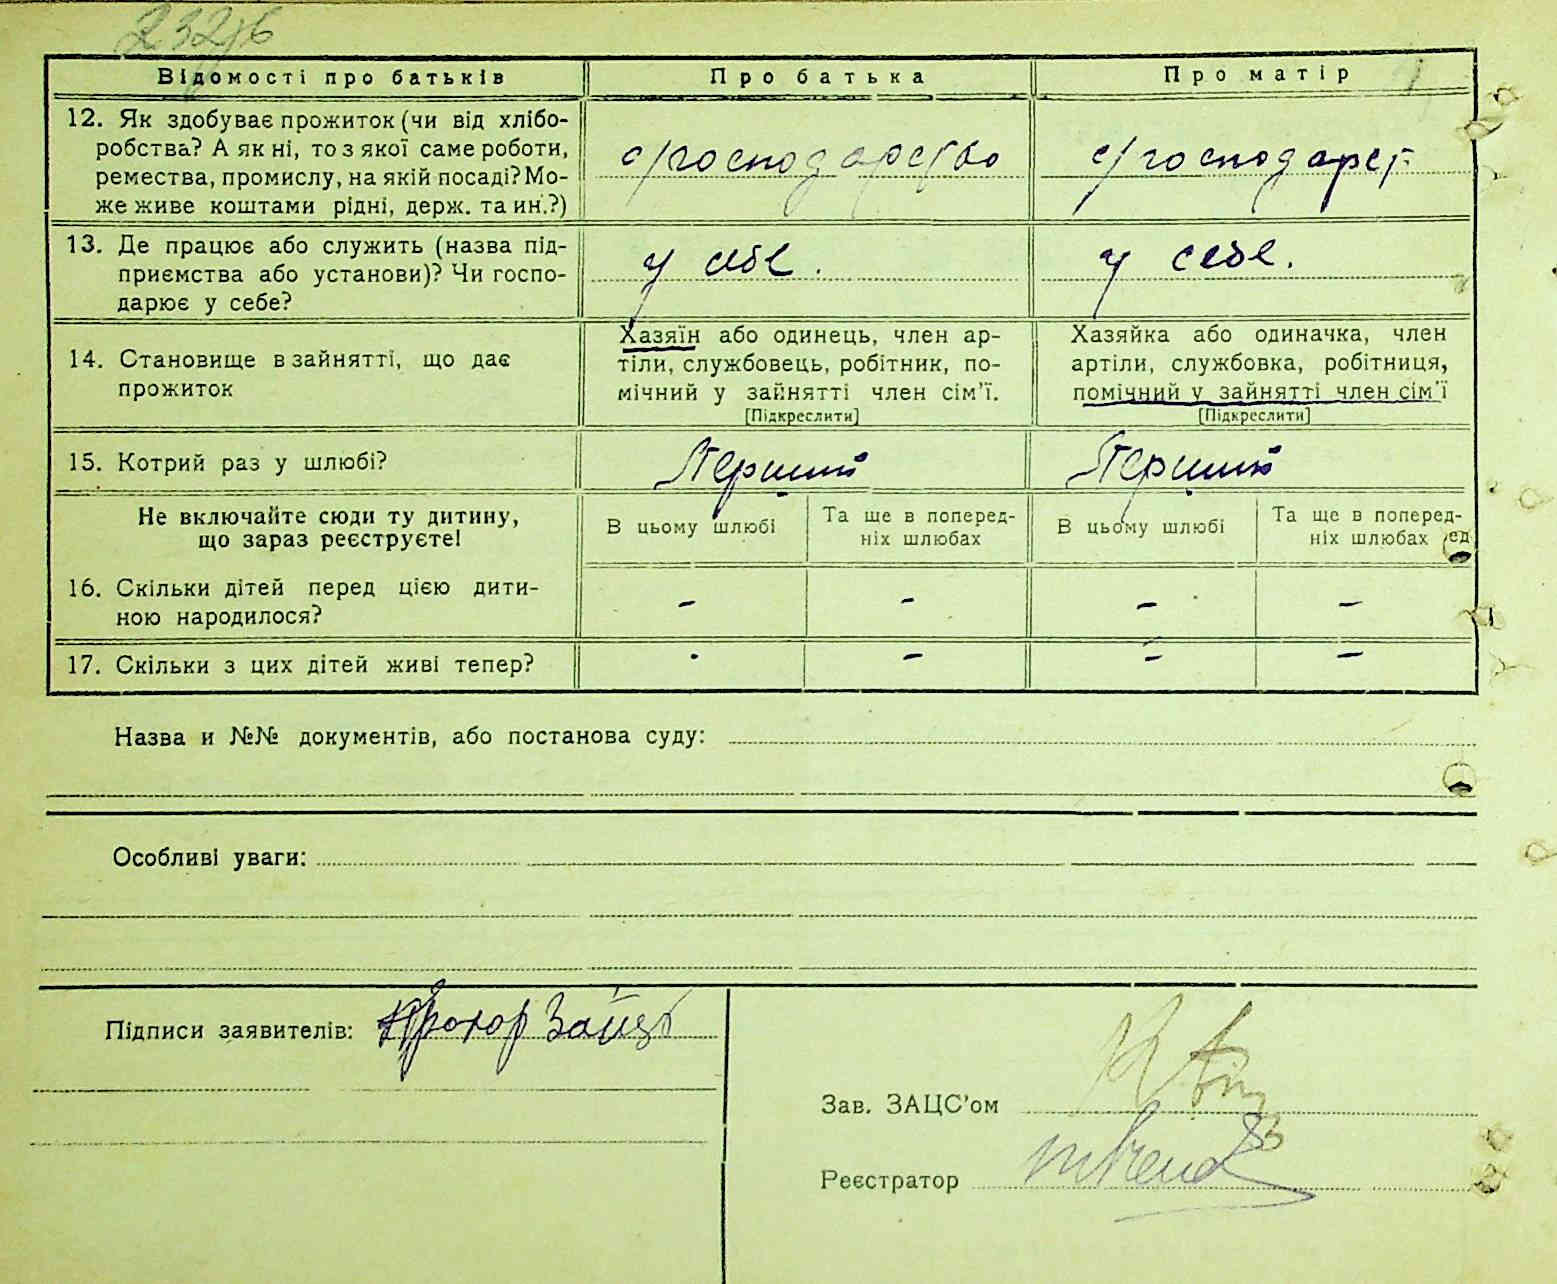 Відомості про батьків
Про батька
Про матір
12. Як здобуває прожиток (чи від хлібо-
робства? А як ні, то з якої саме роботи,
ремества, промислу, на якій посаді? Мо-
же живе коштами рідні, держ. та ин.?)
с/господарство
с/господарст
13. Де працює або служить (назва під-
приємства або установи)? Чи госпо-
дарює у себе?
у себе.
у себе.
14. Становище в зайнятті, що дає
прожиток
Хазяїн або одинець, член ар-
тіли, службовець, робітник, по-
мічний у зайнятті член сім'ї.
[Підкреслити]
Хазяйка або одиначка, член
артіли, службовка, робітниця,
помічний у зайнятті член сім'ї
[Підкреслити]
15. Котрий раз у шлюбі?
Перший
Перший
Не включайте сюди ту дитину,
що зараз реєструєте!
В цьому шлюбі
Та ще в поперед-
ніх шлюбах
В цьому шлюбі
Та ще в поперед-
ніх шлюбах
16. Скільки дітей перед цією дити-
ною народилося?
- - - -
17. Скільки з цих дітей живі тепер?
- - - -
Назва и №№ документів, або постанова суду:
Особливі уваги:
Підписи заявителів: Прохор Заиць
Зав. ЗАЦС'ом
Реєстратор